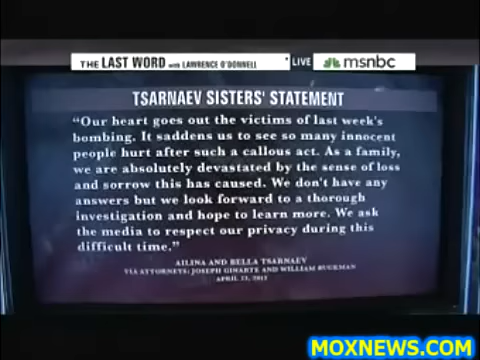 THE LAST WORD WITH LAWRENCE O'DONNELL
LIVE
msnbc
TSARNAEV SISTERS' STATEMENT
"Our heart goes out the victims of last week's
bombing. It saddens us to see so many innocent
people hurt after such a callous act. As a family,
we are absolutely devastated by the sense of loss
and sorrow this has caused. We don't have any
answers but we look forward to a thorough
investigation and hope to learn more. We ask
the media to respect our privacy during this
difficult time."
AILINA AND BELLA TSARNAEV
VIA ATTORNEYS: JOSEPH AND WILLIAM
APRIL 23, 2013
MOXNEWS.COM